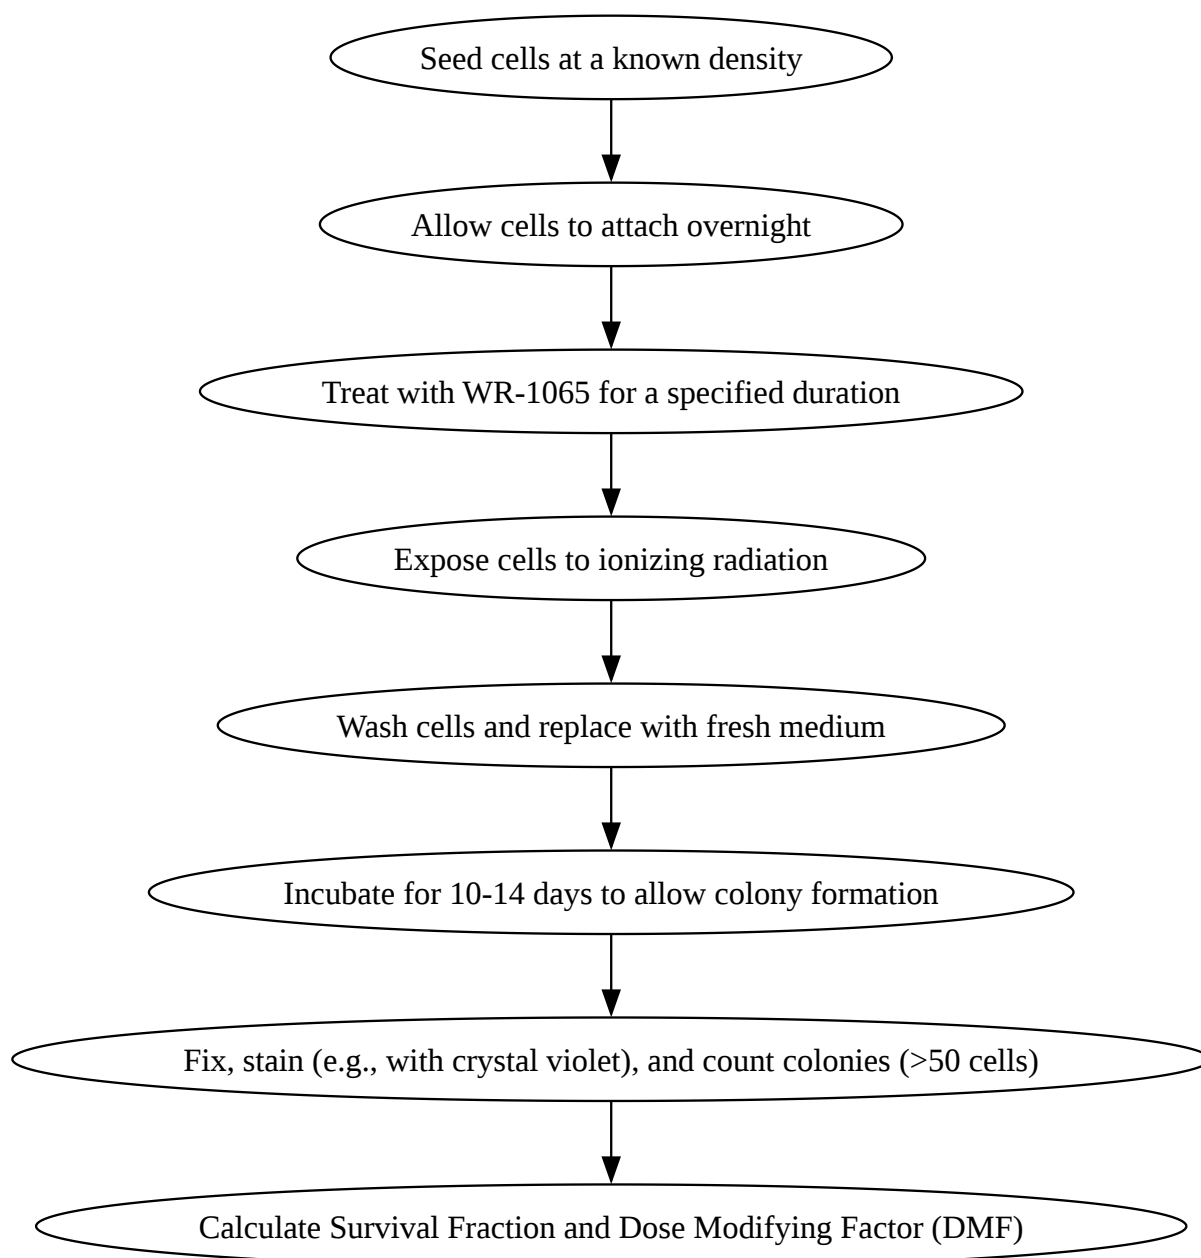 Seed cells at a known density
Allow cells to attach overnight
Treat with WR-1065 for a specified duration
Expose cells to ionizing radiation
Wash cells and replace with fresh medium
Incubate for 10-14 days to allow colony formation
Fix, stain (e.g., with crystal violet), and count colonies (>50 cells)
Calculate Survival Fraction and Dose Modifying Factor (DMF)